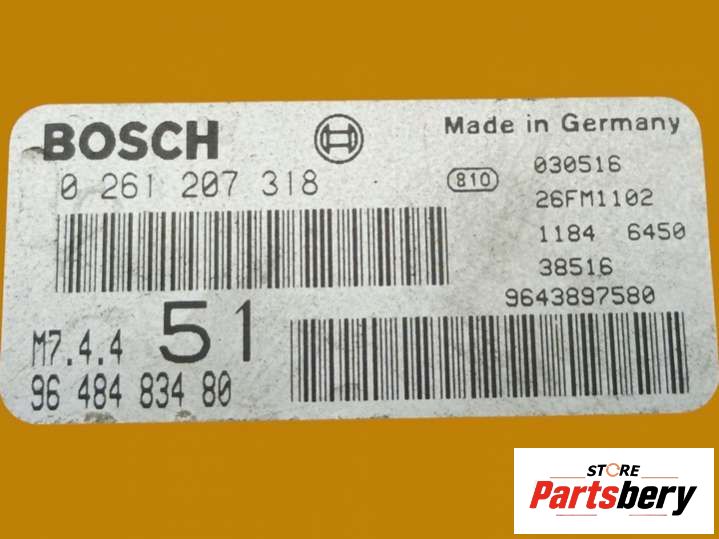 BOSCH
Made in Germany
0 261 207 318
810
030516
26FM1102
1184 6450
38516
9643897580
M7.4.4 51
96 484 834 80
STORE
Partsbery